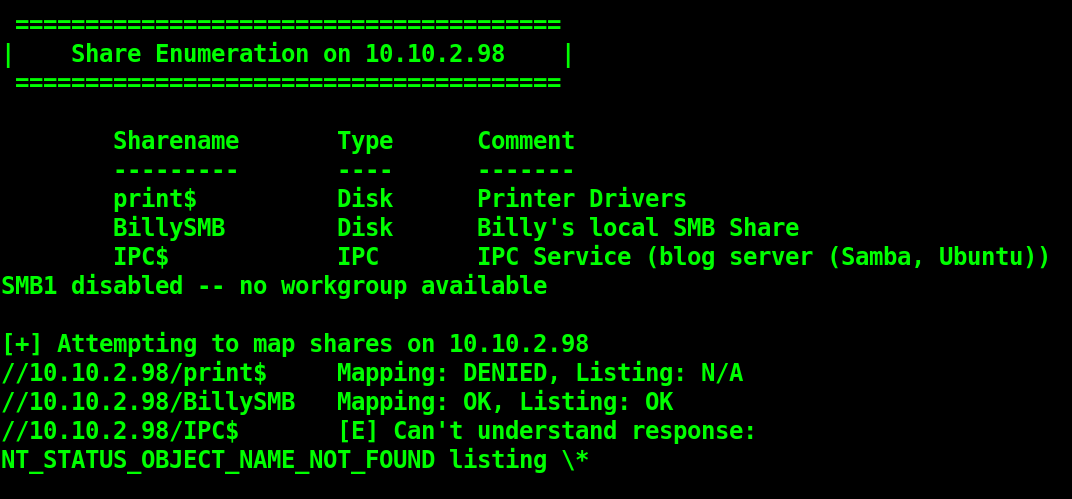 =======================================
|    Share Enumeration on 10.10.2.98    |
=======================================
Sharename       Type      Comment
---------       ----      -------
print$          Disk      Printer Drivers
BillySMB        Disk      Billy's local SMB Share
IPC$            IPC       IPC Service (blog server (Samba, Ubuntu))
SMB1 disabled -- no workgroup available
[+] Attempting to map shares on 10.10.2.98
//10.10.2.98/print$     Mapping: DENIED, Listing: N/A
//10.10.2.98/BillySMB   Mapping: OK, Listing: OK
//10.10.2.98/IPC$       [E] Can't understand response:
NT_STATUS_OBJECT_NAME_NOT_FOUND listing \*